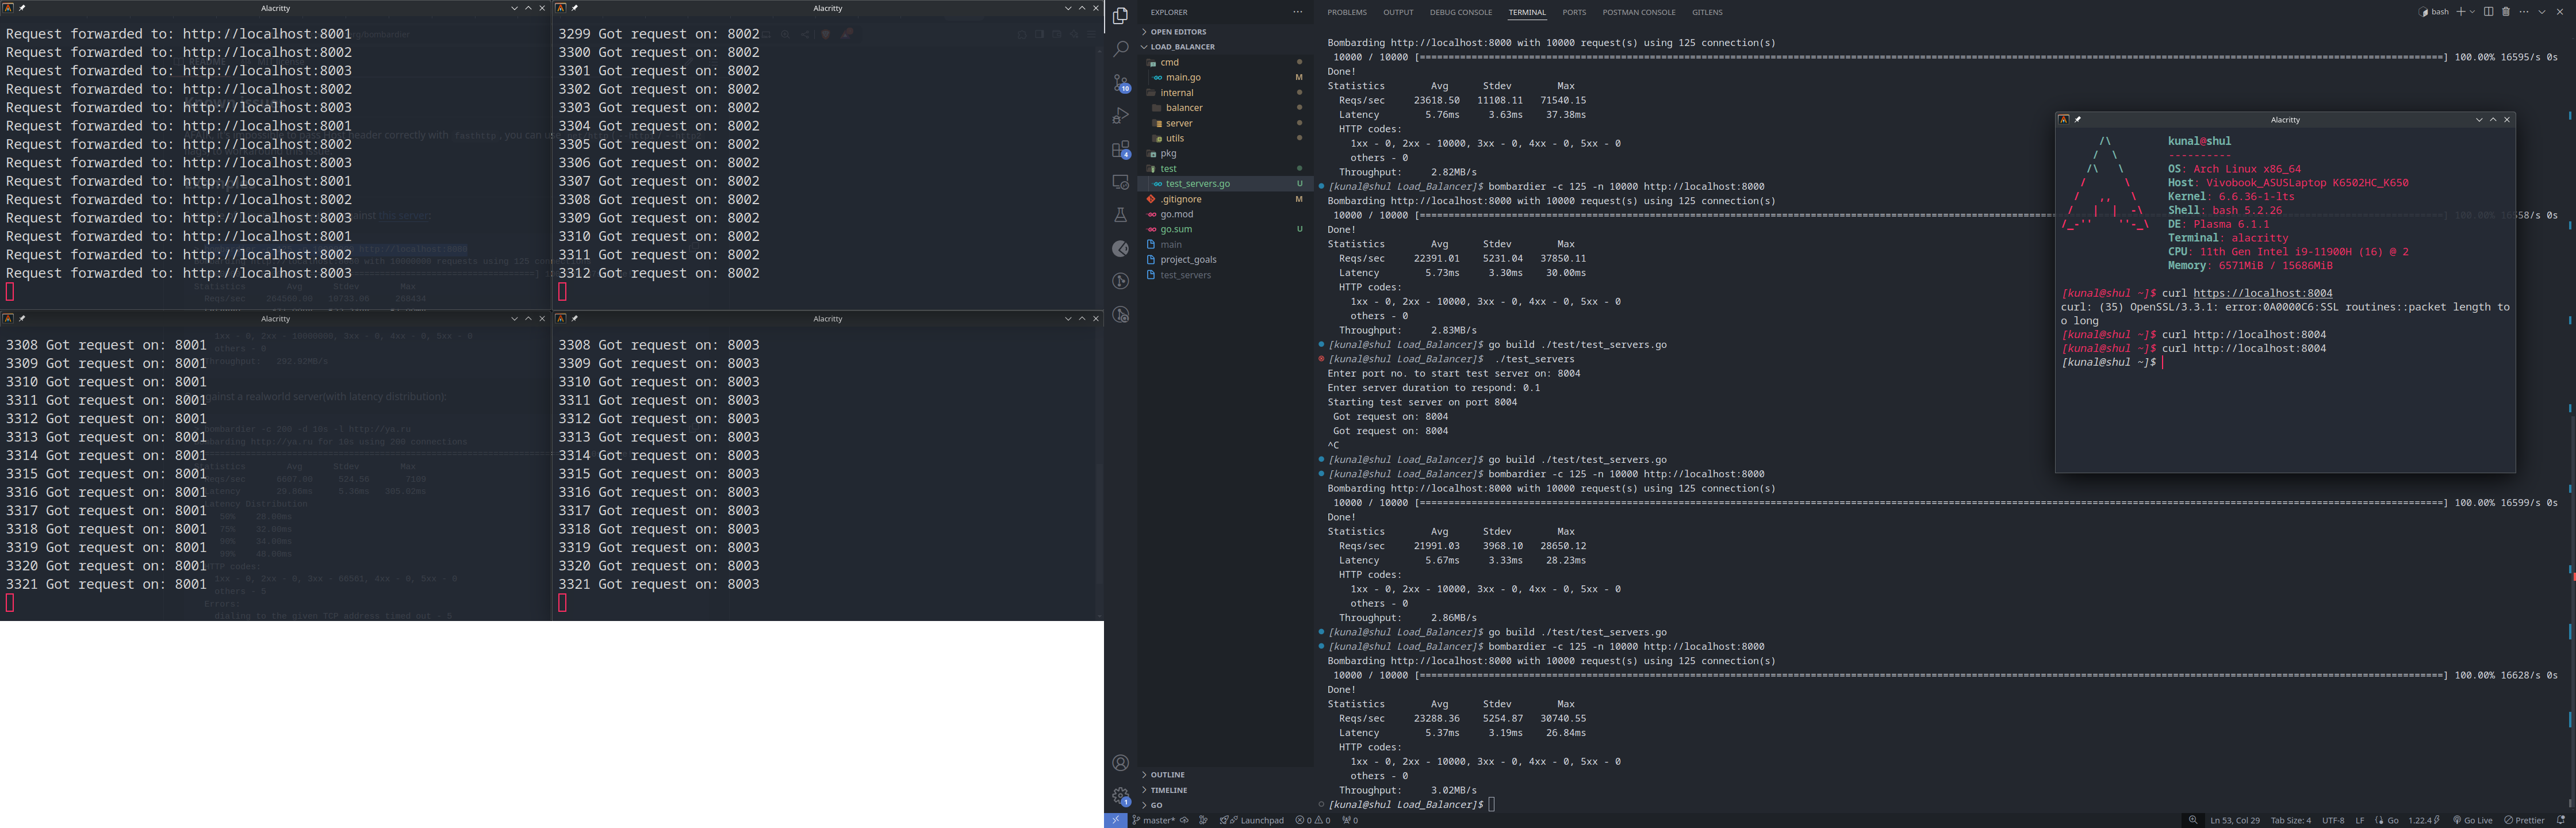 Alacritty
Request forwarded to: http://localhost:8001
Request forwarded to: http://localhost:8002
Request forwarded to: http://localhost:8003
Request forwarded to: http://localhost:8002
Request forwarded to: http://localhost:8003
Request forwarded to: http://localhost:8001
Request forwarded to: http://localhost:8002
Request forwarded to: http://localhost:8003
Request forwarded to: http://localhost:8001
Request forwarded to: http://localhost:8002
Request forwarded to: http://localhost:8003
Request forwarded to: http://localhost:8001
Request forwarded to: http://localhost:8002
Request forwarded to: http://localhost:8003
Alacritty
3299 Got request on: 8002
3300 Got request on: 8002
3301 Got request on: 8002
3302 Got request on: 8002
3303 Got request on: 8002
3304 Got request on: 8002
3305 Got request on: 8002
3306 Got request on: 8002
3307 Got request on: 8002
3308 Got request on: 8002
3309 Got request on: 8002
3310 Got request on: 8002
3311 Got request on: 8002
3312 Got request on: 8002
Alacritty
3308 Got request on: 8001
3309 Got request on: 8001
3310 Got request on: 8001
3311 Got request on: 8001
3312 Got request on: 8001
3313 Got request on: 8001
3314 Got request on: 8001
3315 Got request on: 8001
3316 Got request on: 8001
3317 Got request on: 8001
3318 Got request on: 8001
3319 Got request on: 8001
3320 Got request on: 8001
3321 Got request on: 8001
Alacritty
3308 Got request on: 8003
3309 Got request on: 8003
3310 Got request on: 8003
3311 Got request on: 8003
3312 Got request on: 8003
3313 Got request on: 8003
3314 Got request on: 8003
3315 Got request on: 8003
3316 Got request on: 8003
3317 Got request on: 8003
3318 Got request on: 8003
3319 Got request on: 8003
3320 Got request on: 8003
3321 Got request on: 8003
10
4
1
EXPLORER ···
OPEN EDITORS
LOAD_BALANCER
cmd
main.go M
internal
balancer
server
utils
pkg
test
test_servers.go U
.gitignore M
go.mod
go.sum U
main
project_goals
test_servers
OUTLINE
TIMELINE
GO
PROBLEMS OUTPUT DEBUG CONSOLE TERMINAL PORTS POSTMAN CONSOLE GITLENS bash
Bombarding http://localhost:8000 with 10000 request(s) using 125 connection(s)
10000 / 10000 [====================] 100.00% 16595/s 0s
Done!
Statistics Avg Stdev Max
Reqs/sec 23618.50 11108.11 71540.15
Latency 5.76ms 3.63ms 37.38ms
HTTP codes:
1xx - 0, 2xx - 10000, 3xx - 0, 4xx - 0, 5xx - 0
others - 0
Throughput: 2.82MB/s
[kunal@shul Load_Balancer]$ bombardier -c 125 -n 10000 http://localhost:8000
Bombarding http://localhost:8000 with 10000 request(s) using 125 connection(s)
10000 / 10000 [====================] 558/s 0s
Done!
Statistics Avg Stdev Max
Reqs/sec 22391.01 5231.04 37850.11
Latency 5.73ms 3.30ms 30.00ms
HTTP codes:
1xx - 0, 2xx - 10000, 3xx - 0, 4xx - 0, 5xx - 0
others - 0
Throughput: 2.83MB/s
[kunal@shul Load_Balancer]$ go build ./test/test_servers.go
[kunal@shul Load_Balancer]$ ./test_servers
Enter port no. to start test server on: 8004
Enter server duration to respond: 0.1
Starting test server on port 8004
Got request on: 8004
Got request on: 8004
^C
[kunal@shul Load_Balancer]$ go build ./test/test_servers.go
[kunal@shul Load_Balancer]$ bombardier -c 125 -n 10000 http://localhost:8000
Bombarding http://localhost:8000 with 10000 request(s) using 125 connection(s)
10000 / 10000 [====================] 100.00% 16599/s 0s
Done!
Statistics Avg Stdev Max
Reqs/sec 21991.03 3968.10 28650.12
Latency 5.67ms 3.33ms 28.23ms
HTTP codes:
1xx - 0, 2xx - 10000, 3xx - 0, 4xx - 0, 5xx - 0
others - 0
Throughput: 2.86MB/s
[kunal@shul Load_Balancer]$ go build ./test/test_servers.go
[kunal@shul Load_Balancer]$ bombardier -c 125 -n 10000 http://localhost:8000
Bombarding http://localhost:8000 with 10000 request(s) using 125 connection(s)
10000 / 10000 [====================] 100.00% 16628/s 0s
Done!
Statistics Avg Stdev Max
Reqs/sec 23288.36 5254.87 30740.55
Latency 5.37ms 3.19ms 26.84ms
HTTP codes:
1xx - 0, 2xx - 10000, 3xx - 0, 4xx - 0, 5xx - 0
others - 0
Throughput: 3.02MB/s
[kunal@shul Load_Balancer]$
Alacritty
kunal@shul
----------
OS: Arch Linux x86_64
Host: Vivobook_ASUSLaptop K6502HC_K650
Kernel: 6.6.36-1-lts
Shell: bash 5.2.26
DE: Plasma 6.1.1
Terminal: alacritty
CPU: 11th Gen Intel i9-11900H (16) @ 2
Memory: 6571MiB / 15686MiB
[kunal@shul ~]$ curl https://localhost:8004
curl: (35) OpenSSL/3.3.1: error:0A0000C6:SSL routines::packet length to
o long
[kunal@shul ~]$ curl http://localhost:8004
[kunal@shul ~]$ curl http://localhost:8004
[kunal@shul ~]$
master* Launchpad 0 0 0 Ln 53, Col 29 Tab Size: 4 UTF-8 LF Go 1.22.4 Go Live Prettier